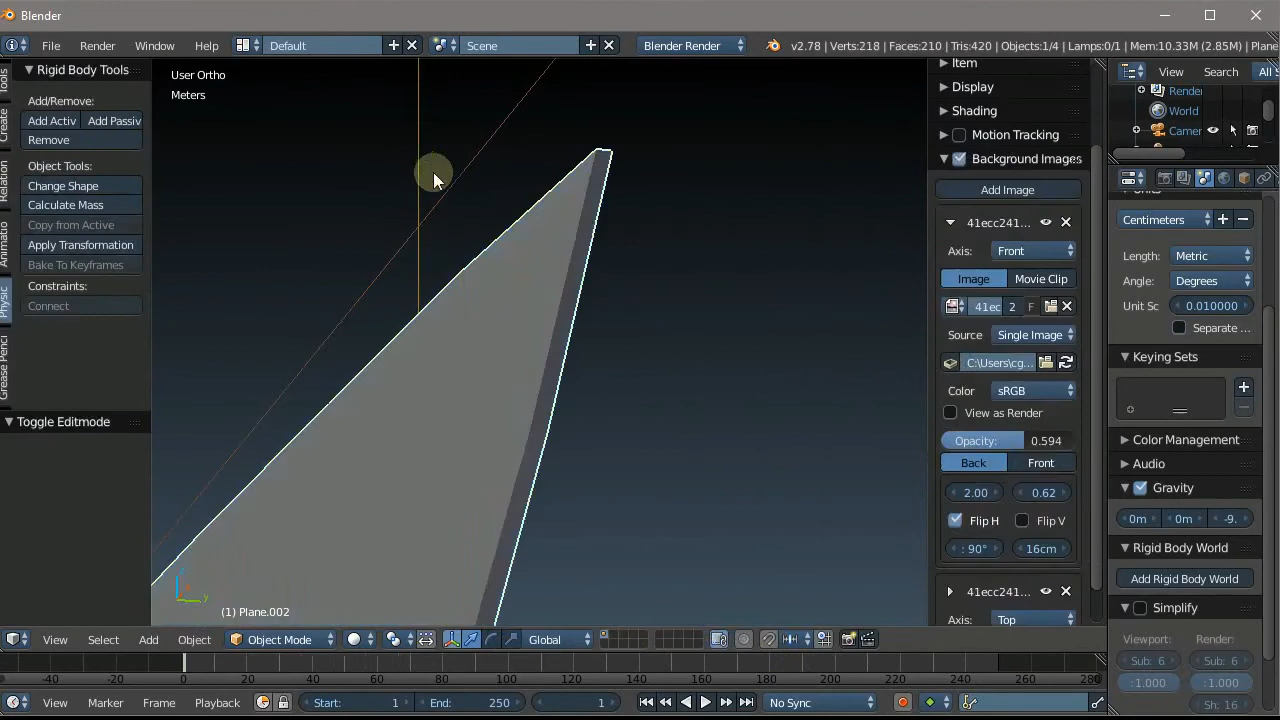 Blender
File Render Window Help Default Scene Blender Render v2.78 | Verts:218 | Faces:210 | Tris:420 | Objects:1/4 | Lamps:0/1 | Mem:10.33M (2.85M) | Plane
Rigid Body Tools
Add/Remove:
Add Activ Add Passiv
Remove
Object Tools:
Change Shape
Calculate Mass
Copy from Active
Apply Transformation
Bake To Keyframes
Constraints:
Connect
Toggle Editmode
Tools
Create
Relation
Animatio
Physic
Grease Penci
User Ortho
Meters
(1) Plane.002
Item
Display
Shading
Motion Tracking
Background Images
Add Image
41ecc241...
Axis: Front
Image Movie Clip
41ec 2 F
Source Single Image
C:\Users\cg...
Color sRGB
View as Render
Opacity: 0.594
Back Front
2.00 0.62
Flip H Flip V
: 90° 16cm
41ecc241...
Axis: Top
View Search All S
Render
World
Camer
Units
Centimeters
Length: Metric
Angle: Degrees
Unit Sc 0.010000
Separate ...
Keying Sets
Color Management
Audio
Gravity
0m 0m -9.
Rigid Body World
Add Rigid Body World
Simplify
Viewport: Render:
Sub: 6 Sub: 6
:1.000 :1.000
Sh: 16
View Select Add Object Object Mode Global
-40 -20 0 20 40 60 80 100 120 140 160 180 200 220 240 260 280
View Marker Frame Playback Start: 1 End: 250 1 No Sync